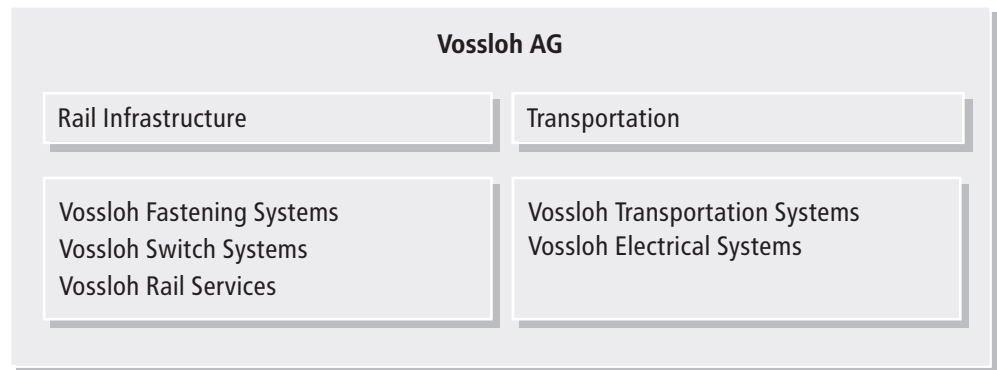 Vossloh AG
Rail Infrastructure
Transportation
Vossloh Fastening Systems
Vossloh Switch Systems
Vossloh Rail Services
Vossloh Transportation Systems
Vossloh Electrical Systems